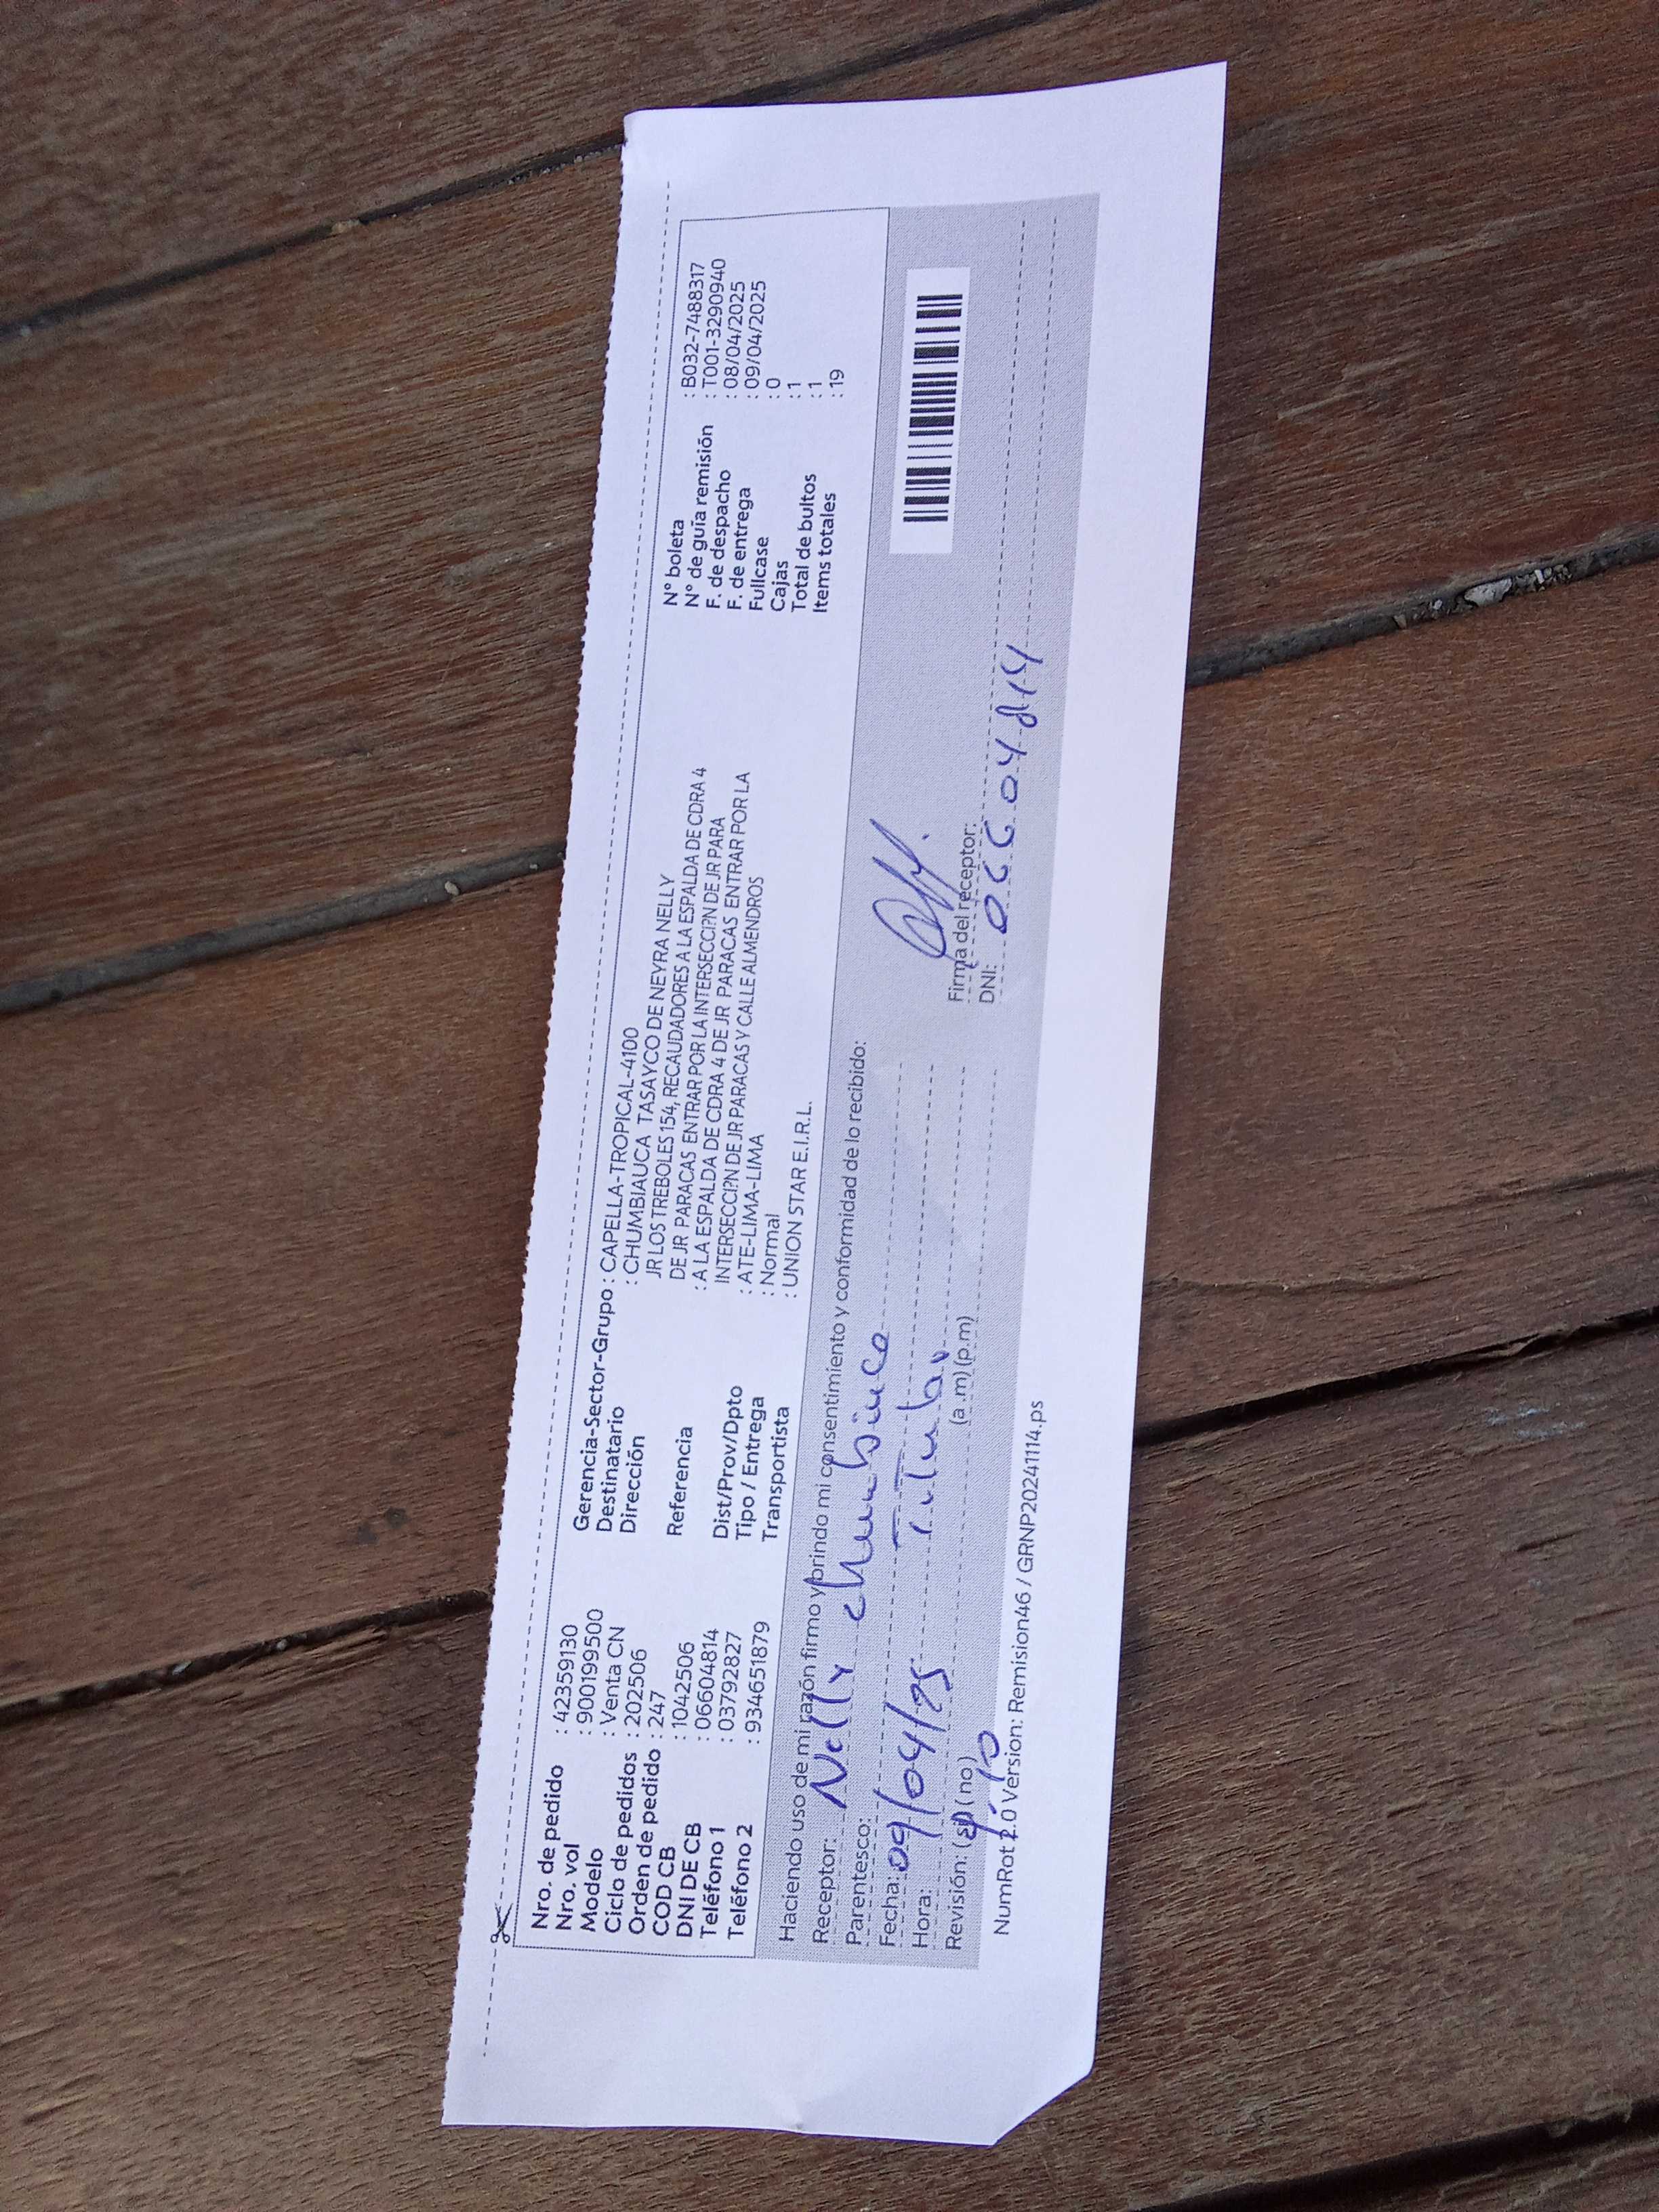 Nro. de pedido : 42359130
Nro. vol : 900199500
Modelo : Venta CN
Ciclo de pedidos : 202506
Orden de pedido : 247
COD CB : 1042506
DNI DE CB : 06604814
Teléfono 1 : 03792827
Teléfono 2 : 934651879
Gerencia-Sector-Grupo : CAPELLA-TROPICAL-4100
Destinatario : CHUMBIAUCA TASAYCO DE NEYRA NELLY
Dirección JR LOS TREBOLES 154, RECAUDADORES A LA ESPALDA DE CDRA 4
DE JR PARACAS ENTRAR POR LA INTERSECCI?N DE JR PARA
Referencia : A LA ESPALDA DE CDRA 4 DE JR PARACAS ENTRAR POR LA
INTERSECCI?N DE JR PARACAS Y CALLE ALMENDROS
Dist/Prov/Dpto : ATE-LIMA-LIMA
Tipo / Entrega : Normal
Transportista : UNION STAR E.I.R.L.
N° boleta : B032-7488317
N° de guía remisión : T001-3290940
F. de despacho : 08/04/2025
F. de entrega : 09/04/2025
Fullcase : 0
Cajas : 1
Total de bultos : 1
Items totales : 19
Haciendo uso de mi razón firmo y brindo mi consentimiento y conformidad de lo recibido:
Receptor: Nelly
Parentesco: Titular
Fecha: 09/04/25
Hora: (a .m) (p.m)
Revisión: (si) (no)
Firma del receptor:
DNI: 06604814
NumRot 2.0 Version: Remision46 / GRNP20241114.ps